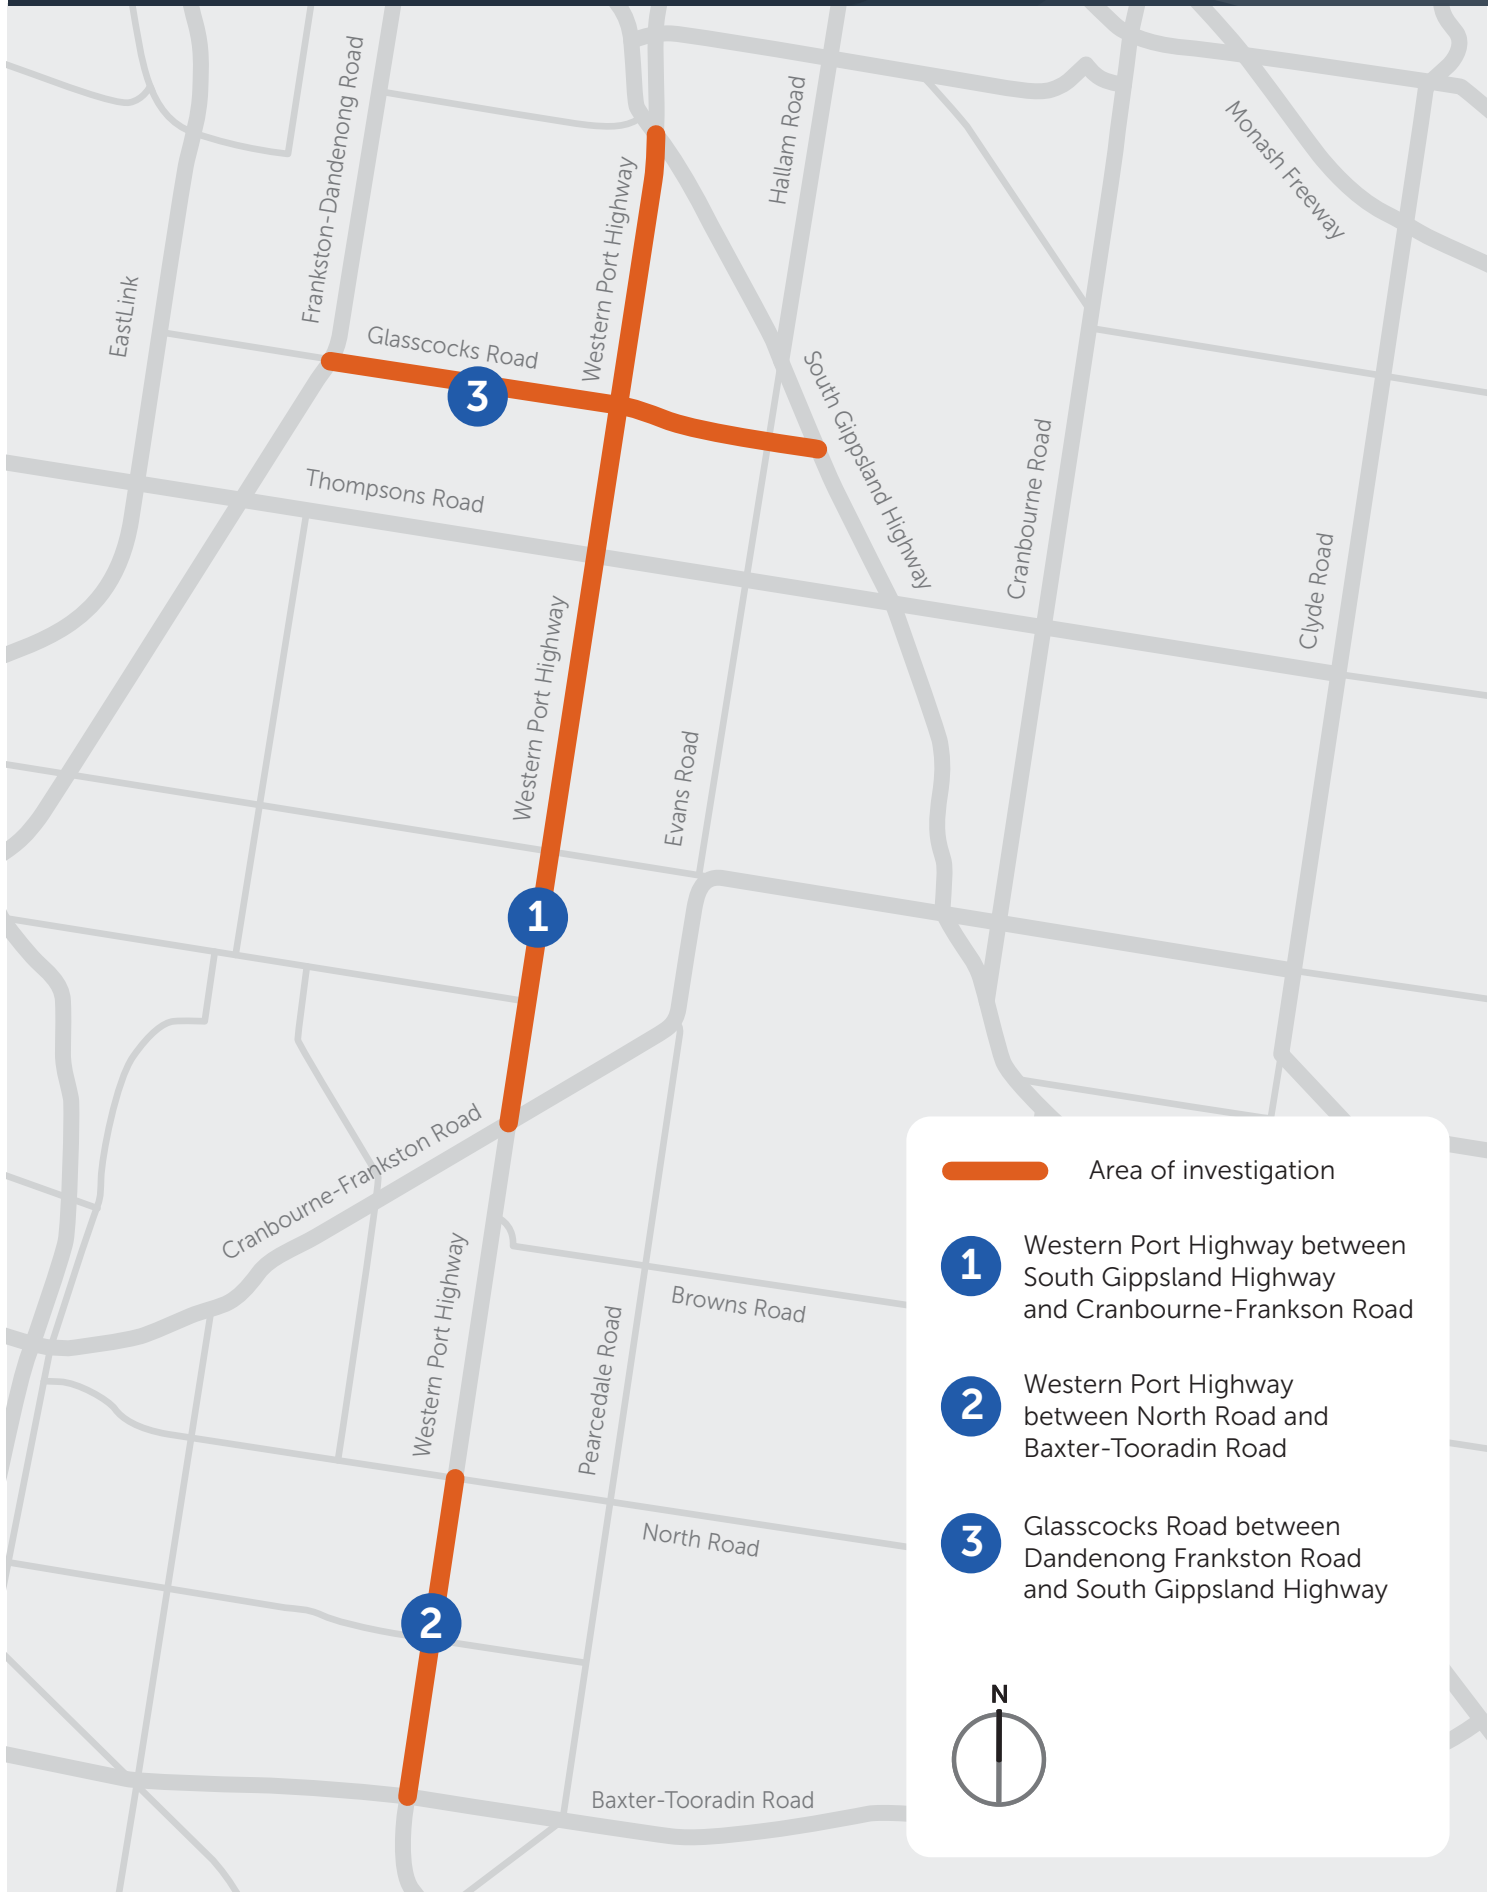 Frankston-Dandenong Road
Hallam Road
Monash Freeway
Western Port Highway
EastLink
Glasscocks Road
3
South Gippsland Highway
Thompsons Road
Cranbourne Road
Clyde Road
Western Port Highway
Evans Road
1
Cranbourne-Frankston Road
Western Port Highway
Browns Road
Pearcedale Road
North Road
2
Baxter-Tooradin Road
Area of investigation
1
Western Port Highway between
South Gippsland Highway
and Cranbourne-Frankson Road
2
Western Port Highway
between North Road and
Baxter-Tooradin Road
3
Glasscocks Road between
Dandenong Frankston Road
and South Gippsland Highway
N